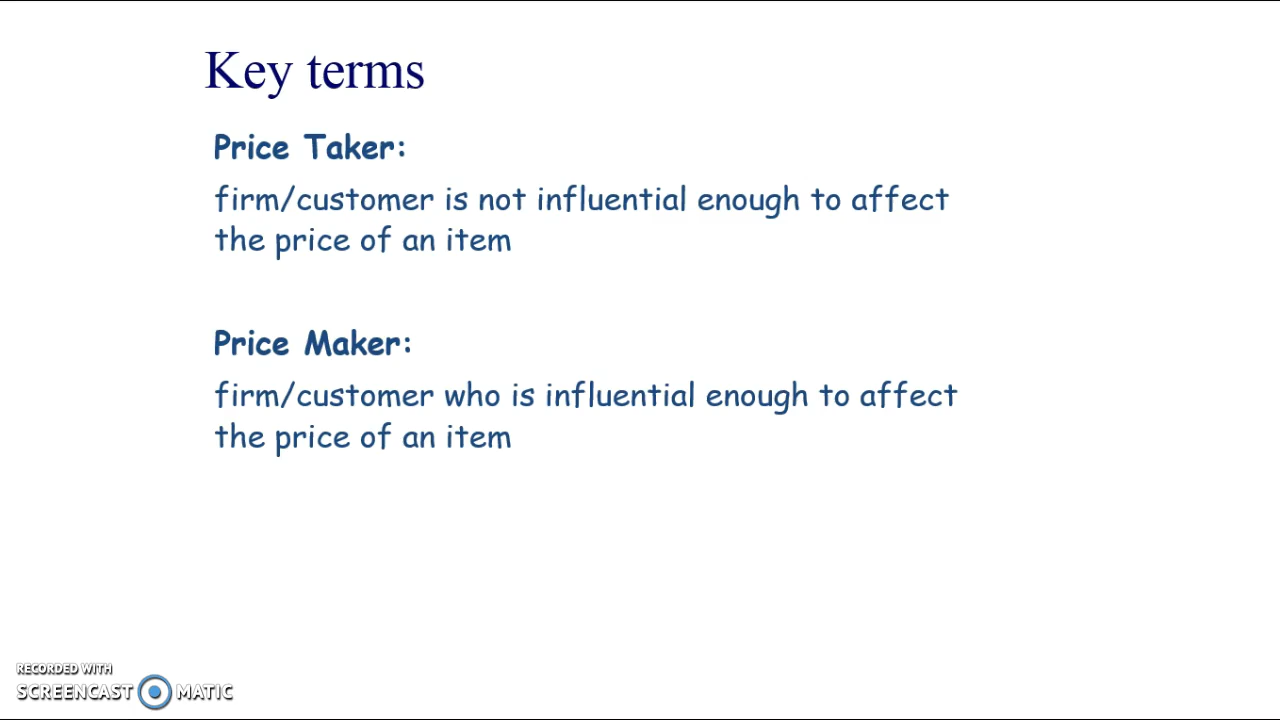 Key terms
Price Taker:
firm/customer is not influential enough to affect
the price of an item
Price Maker:
firm/customer who is influential enough to affect
the price of an item
RECORDED WITH
SCREENCAST MATIC